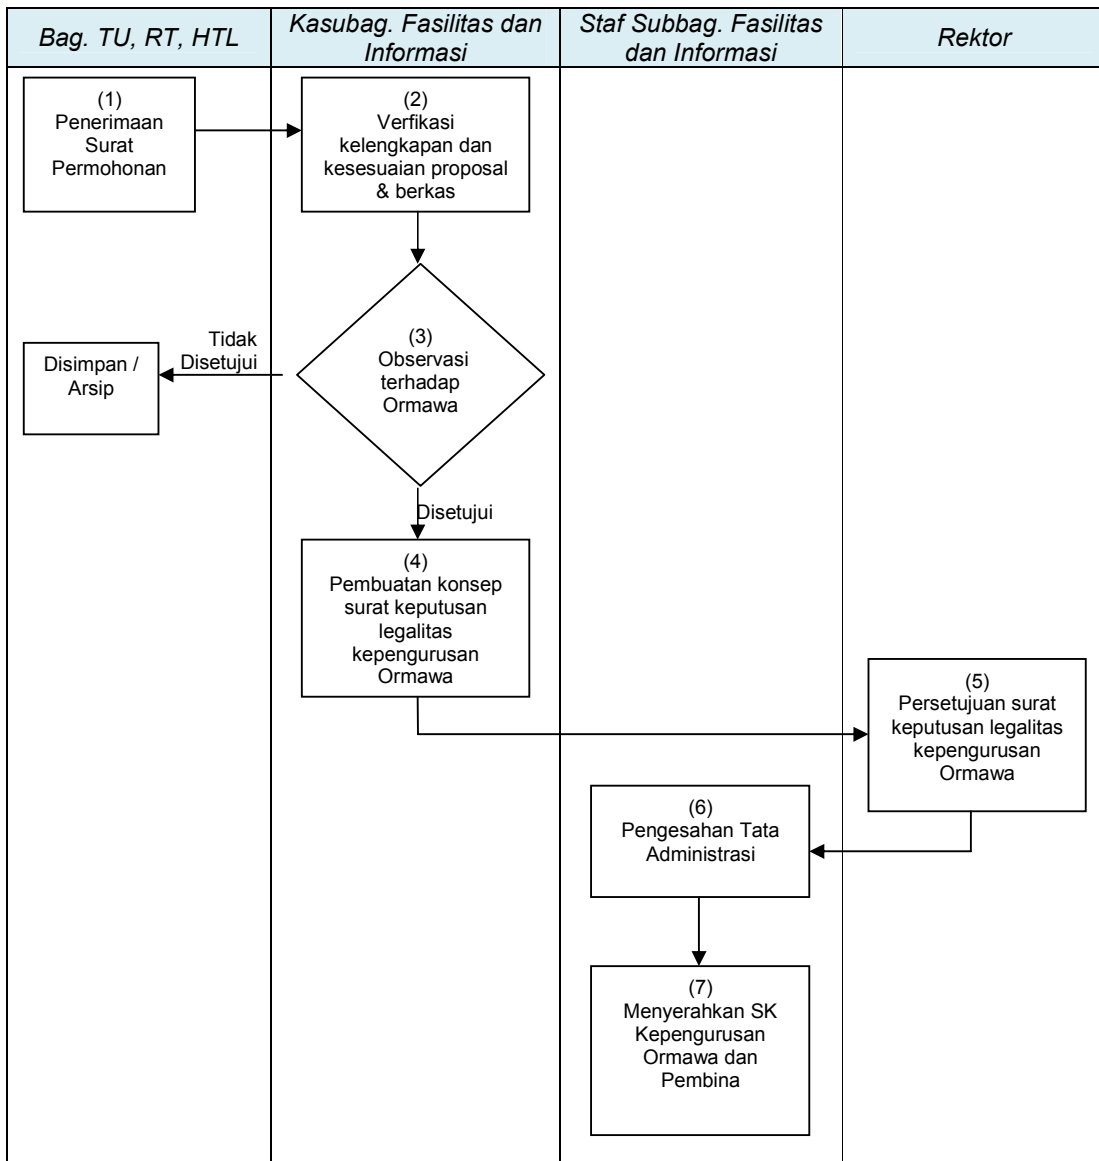 Bag. TU, RT, HTL
Kasubag. Fasilitas dan
Informasi
Staf Subbag. Fasilitas
dan Informasi
Rektor
(1)
Penerimaan
Surat
Permohonan
(2)
Verfikasi
kelengkapan dan
kesesuaian proposal
& berkas
(3)
Observasi
terhadap
Ormawa
Tidak
Disetujui
Disimpan /
Arsip
Disetujui
(4)
Pembuatan konsep
surat keputusan
legalitas
kepengurusan
Ormawa
(5)
Persetujuan surat
keputusan legalitas
kepengurusan
Ormawa
(6)
Pengesahan Tata
Administrasi
(7)
Menyerahkan SK
Kepengurusan
Ormawa dan
Pembina